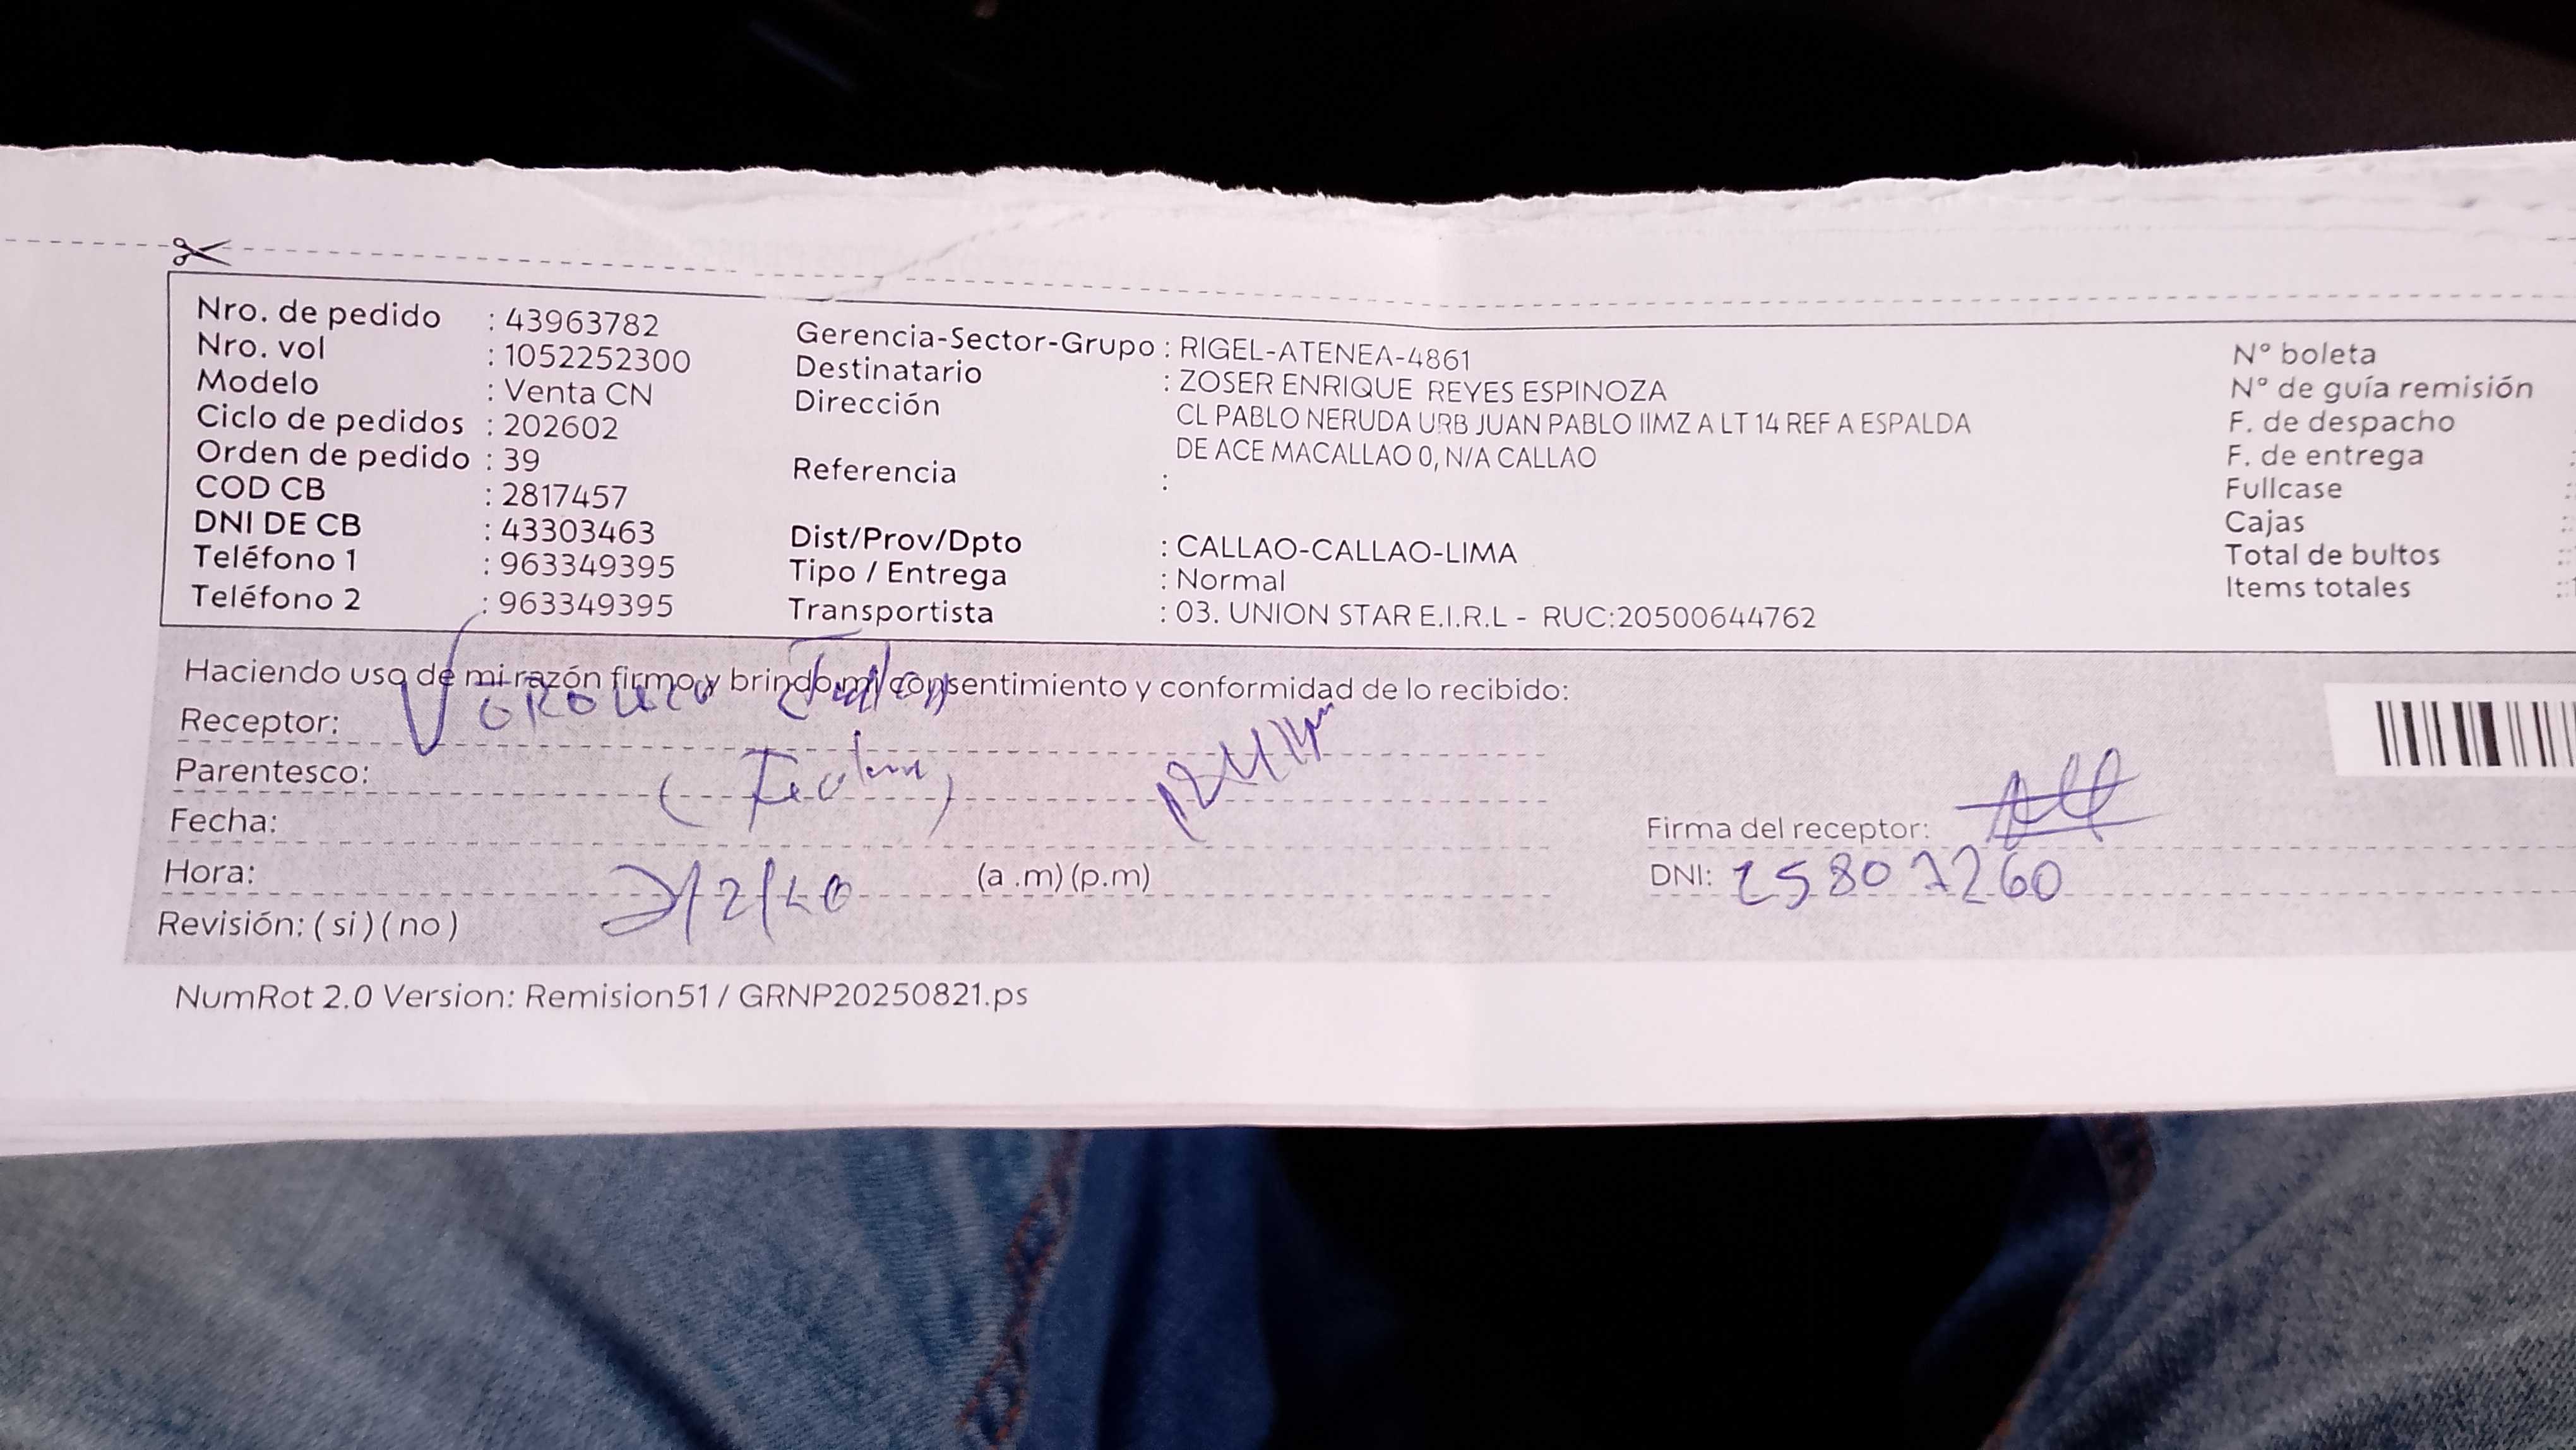 Nro. de pedido : 43963782
Nro. vol : 1052252300
Modelo : Venta CN
Ciclo de pedidos : 202602
Orden de pedido : 39
COD CB : 2817457
DNI DE CB : 43303463
Teléfono 1 : 963349395
Teléfono 2 : 963349395
Gerencia-Sector-Grupo : RIGEL-ATENEA-4861
Destinatario : ZOSER ENRIQUE REYES ESPINOZA
Dirección CL PABLO NERUDA URB JUAN PABLO IIMZ A LT 14 REF A ESPALDA
DE ACE MACALLAO 0, N/A CALLAO
Referencia :
Dist/Prov/Dpto : CALLAO-CALLAO-LIMA
Tipo / Entrega : Normal
Transportista : 03. UNION STAR E.I.R.L - RUC:20500644762
N° boleta
N° de guía remisión
F. de despacho
F. de entrega
Fullcase
Cajas
Total de bultos
Items totales
Haciendo uso de mi razón firmo y brindo mi consentimiento y conformidad de lo recibido:
Receptor:
Parentesco:
Fecha:
Hora: (a .m) (p.m)
Revisión: ( si ) ( no )
Firma del receptor:
DNI: 25807260
NumRot 2.0 Version: Remision51 / GRNP20250821.ps